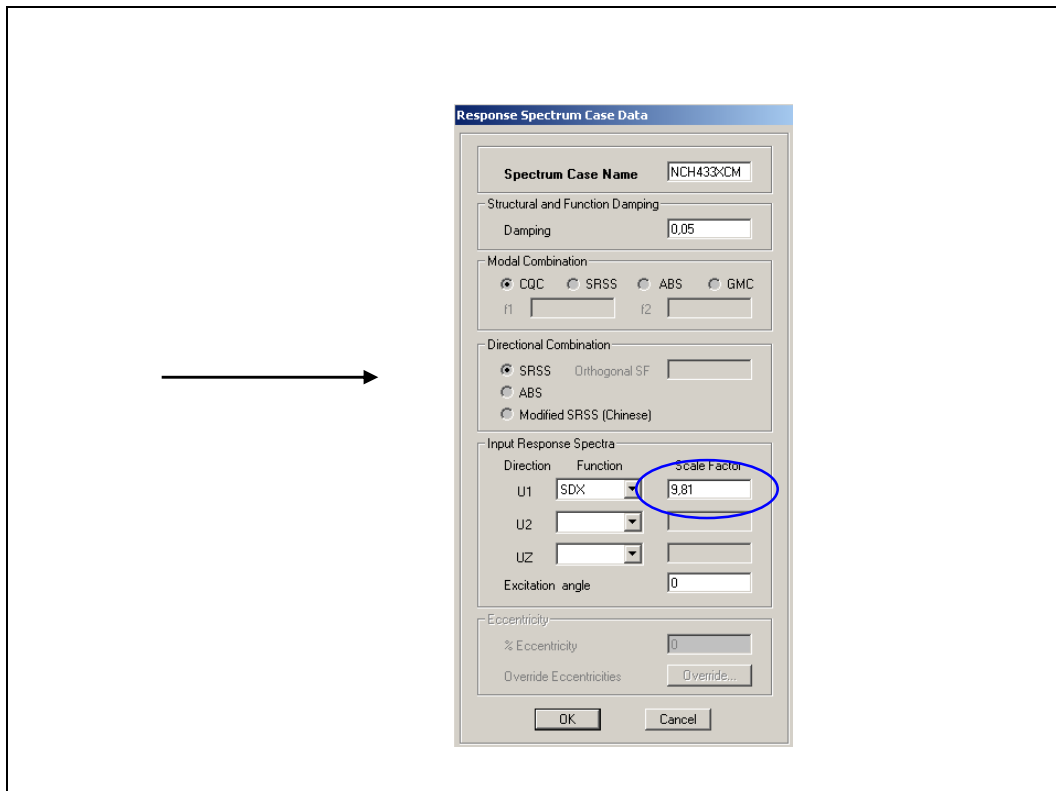 Response Spectrum Case Data
Spectrum Case Name NCH433XCM
Structural and Function Damping
Damping 0,05
Modal Combination
CQC SRSS ABS GMC
f1 f2
Directional Combination
SRSS Orthogonal SF
ABS
Modified SRSS (Chinese)
Input Response Spectra
Direction Function Scale Factor
U1 SDX 9,81
U2
UZ
Excitation angle 0
Eccentricity
% Eccentricity 0
Override Eccentricities Override...
OK Cancel